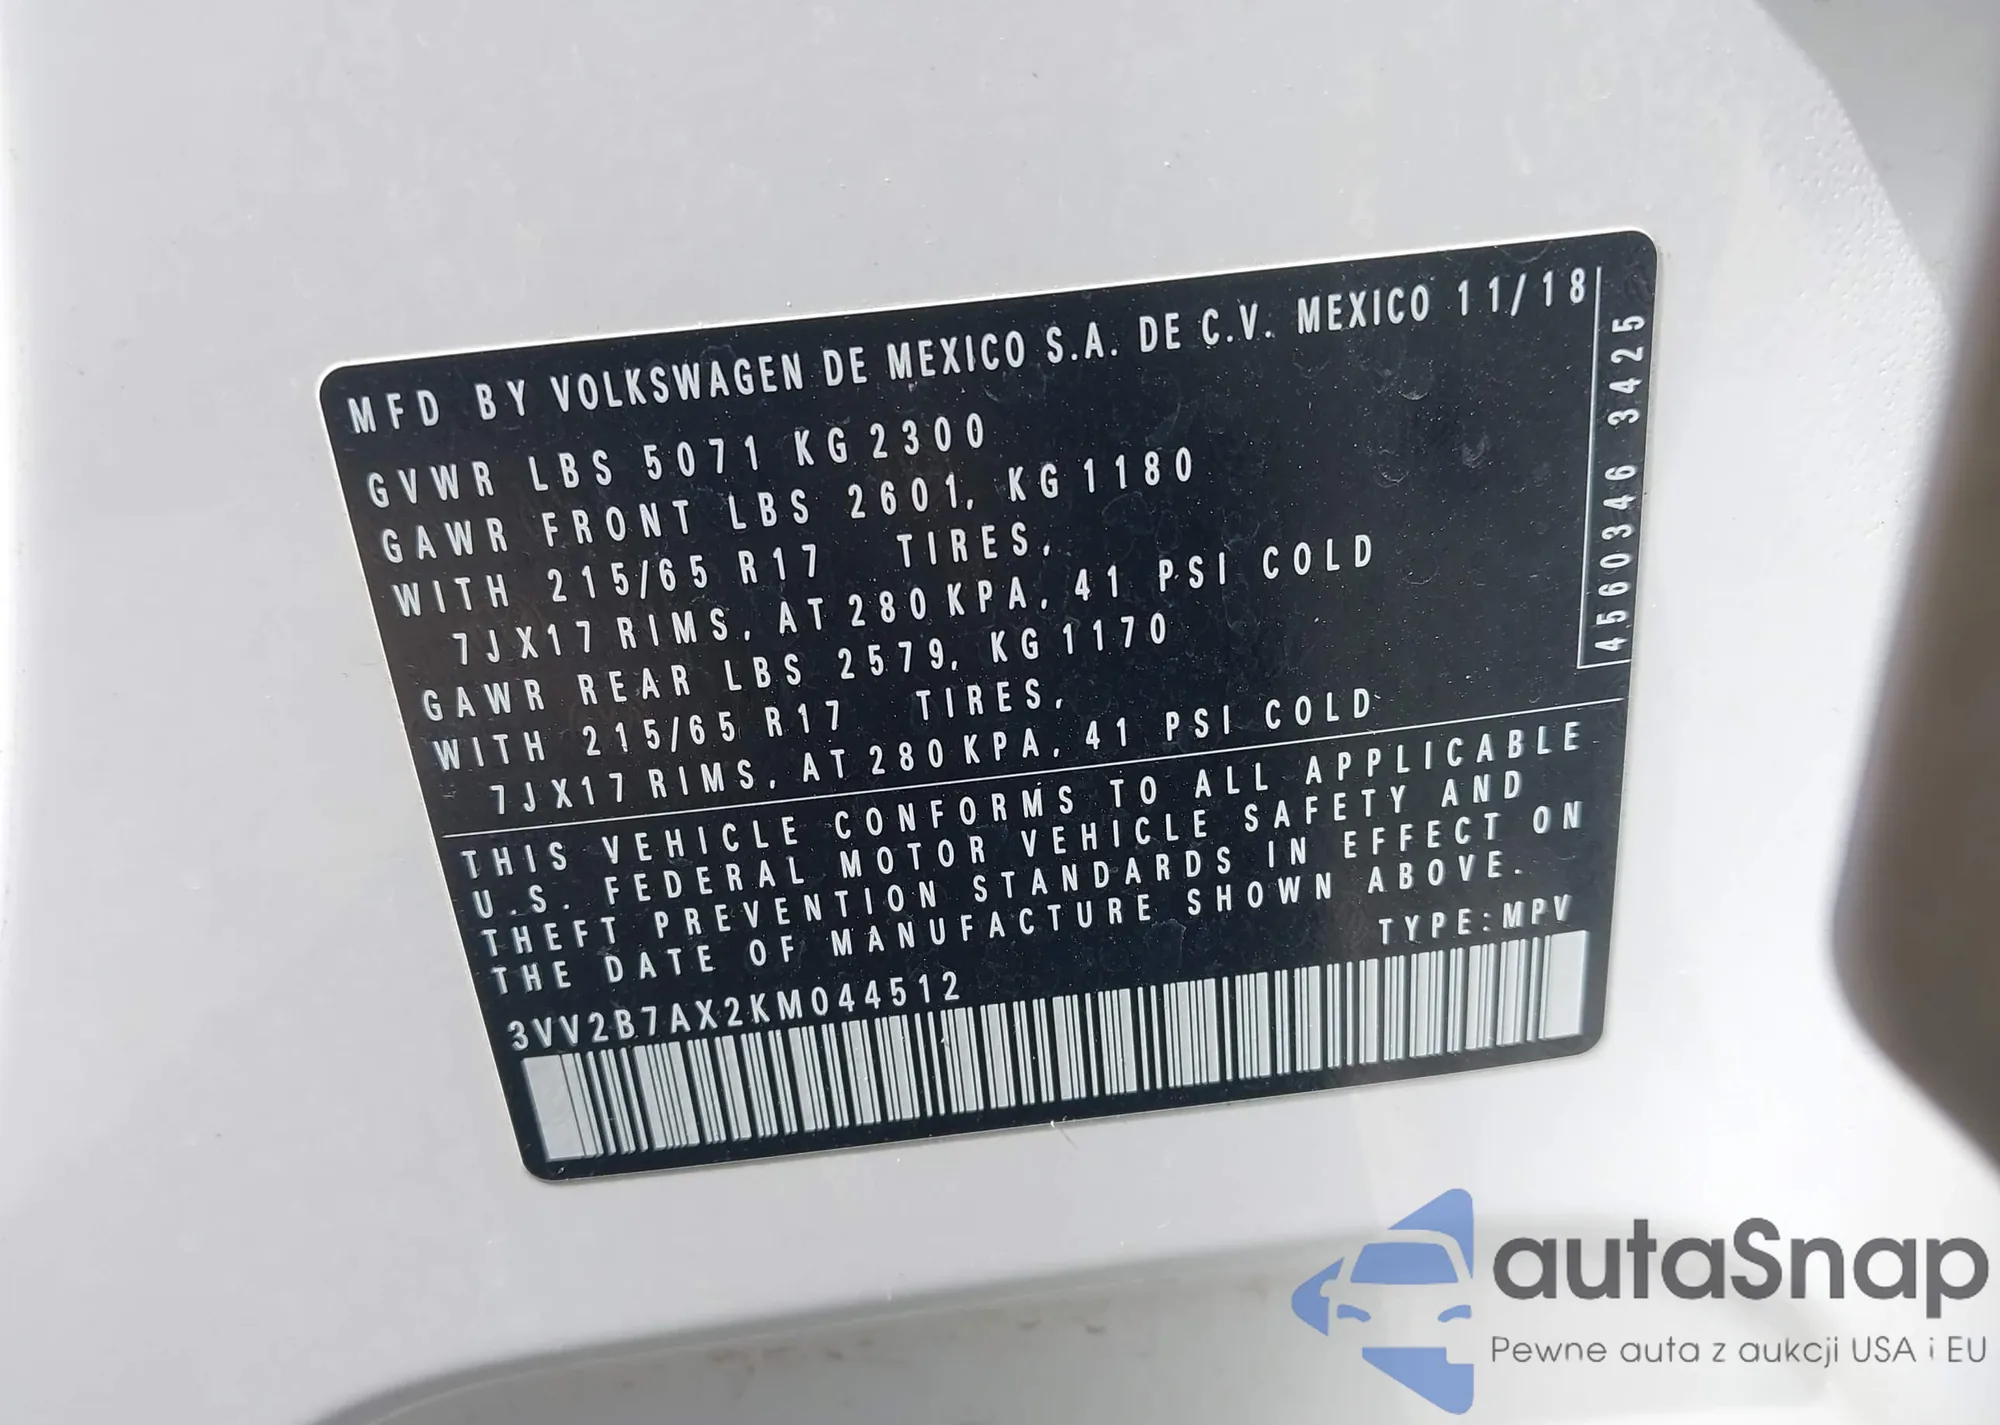 MFD BY VOLKSWAGEN DE MEXICO S.A. DE C.V. MEXICO 11/18
GVWR LBS 5071 KG 2300
GAWR FRONT LBS 2601, KG 1180
WITH 215/65 R17 TIRES,
7JX17 RIMS, AT 280 KPA, 41 PSI COLD
GAWR REAR LBS 2579, KG 1170
WITH 215/65 R17 TIRES,
7JX17 RIMS, AT 280 KPA, 41 PSI COLD
4560346 3425
THIS VEHICLE CONFORMS TO ALL APPLICABLE
U.S. FEDERAL MOTOR VEHICLE SAFETY AND
THEFT PREVENTION STANDARDS IN EFFECT ON
THE DATE OF MANUFACTURE SHOWN ABOVE.
TYPE:MPV
3VV2B7AX2KM044512
autaSnap
Pewne auta z aukcji USA i EU